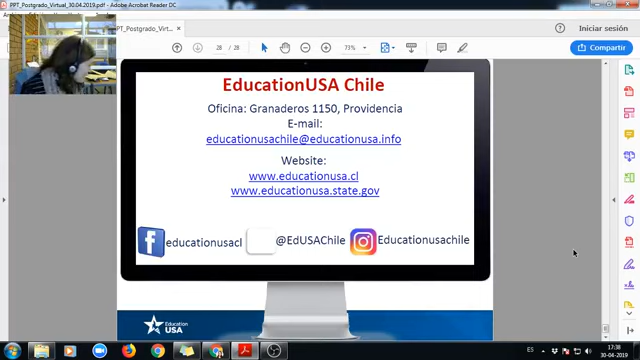 PPT_Postgrado_Virtual_30.04.2019.pdf - Adobe Acrobat Reader DC
PPT_Postgrado_Virt...
Iniciar sesión
28 / 28
73%
Compartir
EducationUSA Chile
Oficina: Granaderos 1150, Providencia
E-mail:
educationusachile@educationusa.info
Website:
www.educationusa.cl
www.educationusa.state.gov
educationusacl
@EdUSAChile
Educationusachile
Education
USA
ES
17:38
30-04-2019